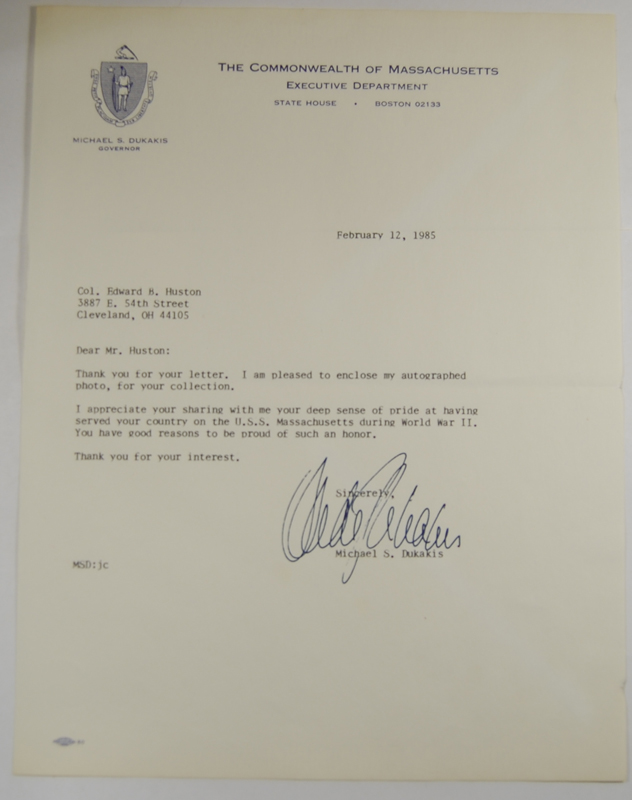 THE COMMONWEALTH OF MASSACHUSETTS
EXECUTIVE DEPARTMENT
STATE HOUSE • BOSTON 02133
MICHAEL S. DUKAKIS
GOVERNOR
February 12, 1985
Col. Edward B. Huston
3887 E. 54th Street
Cleveland, OH 44105
Dear Mr. Huston:
Thank you for your letter. I am pleased to enclose my autographed
photo, for your collection.
I appreciate your sharing with me your deep sense of pride at having
served your country on the U.S.S. Massachusetts during World War II.
You have good reasons to be proud of such an honor.
Thank you for your interest.
Sincerely,
Michael S. Dukakis
MSD:jc